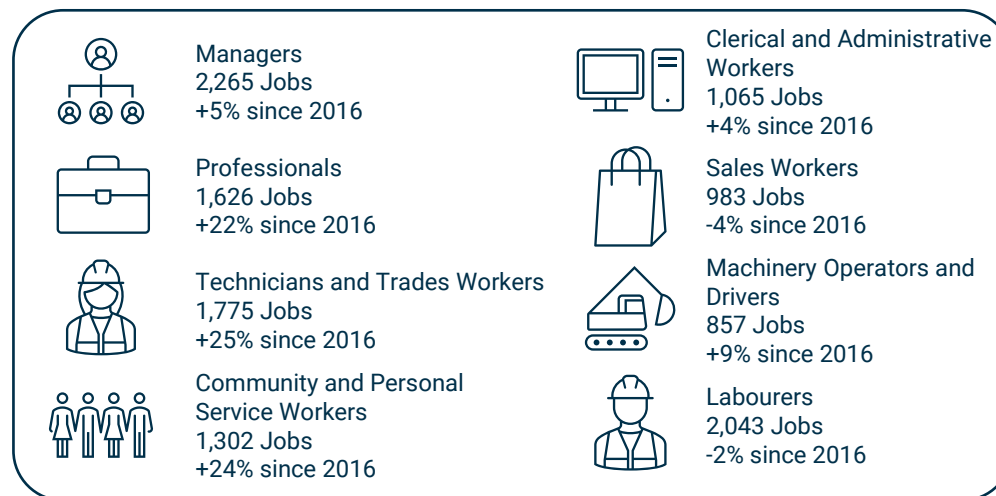 Managers
2,265 Jobs
+5% since 2016
Professionals
1,626 Jobs
+22% since 2016
Technicians and Trades Workers
1,775 Jobs
+25% since 2016
Community and Personal
Service Workers
1,302 Jobs
+24% since 2016
Clerical and Administrative
Workers
1,065 Jobs
+4% since 2016
Sales Workers
983 Jobs
-4% since 2016
Machinery Operators and
Drivers
857 Jobs
+9% since 2016
Labourers
2,043 Jobs
-2% since 2016